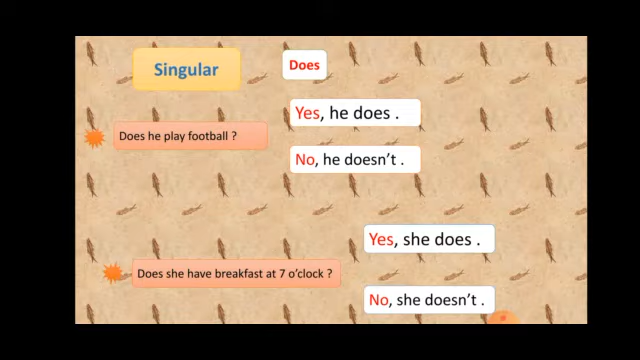 Singular
Does
Yes, he does .
Does he play football ?
No, he doesn't .
Yes, she does .
Does she have breakfast at 7 o'clock ?
No, she doesn't .